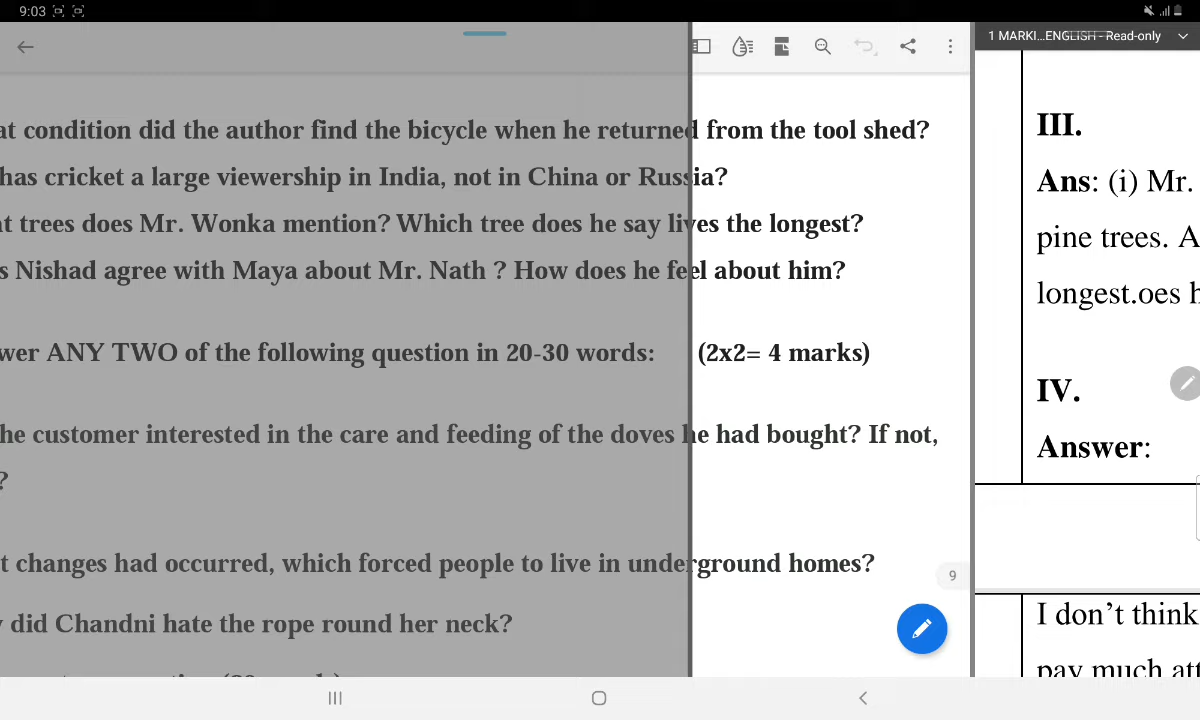 9:03
1 MARKI...ENGLISH - Read-only
at condition did the author find the bicycle when he returned from the tool shed?
has cricket a large viewership in India, not in China or Russia?
at trees does Mr. Wonka mention? Which tree does he say lives the longest?
s Nishad agree with Maya about Mr. Nath ? How does he feel about him?
wer ANY TWO of the following question in 20-30 words: (2x2= 4 marks)
he customer interested in the care and feeding of the doves he had bought? If not,
?
t changes had occurred, which forced people to live in underground homes?
did Chandni hate the rope round her neck?
9
III.
Ans: (i) Mr.
pine trees. A
longest.oes h
IV.
Answer:
I don't think
pay much att